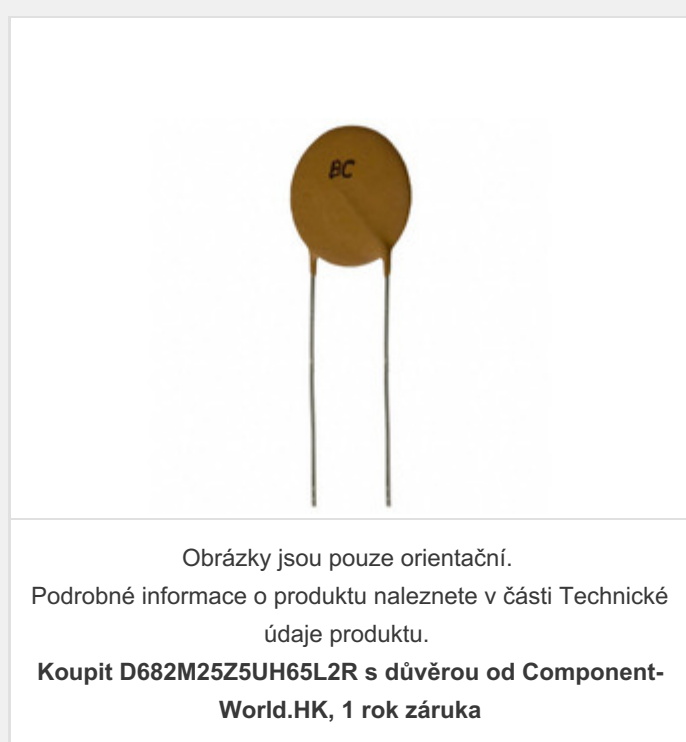 BC
Obrázky jsou pouze orientační.
Podrobné informace o produktu naleznete v části Technické
údaje produktu.
Koupit D682M25Z5UH65L2R s důvěrou od Component-
World.HK, 1 rok záruka